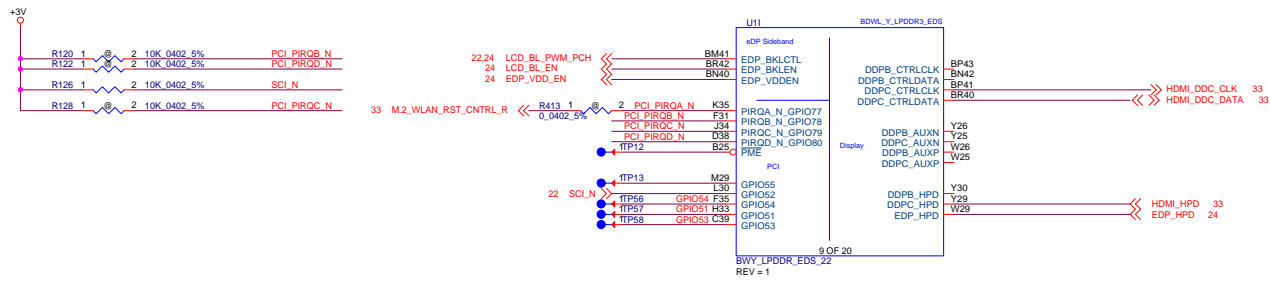 +3V
R120 1 @ 2 10K_0402_5% PCI_PIRQB_N
R122 1 @ 2 10K_0402_5% PCI_PIRQD_N
R126 1 @ 2 10K_0402_5% SCI_N
R128 1 @ 2 10K_0402_5% PCI_PIRQC_N
U1I
BDWL_Y_LPDDR3_EDS
eDP Sideband
22,24 LCD_BL_PWM_PCH BM41 EDP_BKLCTL
24 LCD_BL_EN BR42 EDP_BKLEN
24 EDP_VDD_EN BN40 EDP_VDDEN
33 M.2_WLAN_RST_CNTRL_R R413 1 @ 2 PCI_PIRQA_N K35 PIRQA_N_GPIO77
0_0402_5%
PCI_PIRQB_N F31 PIRQB_N_GPIO78
PCI_PIRQC_N J34 PIRQC_N_GPIO79
PCI_PIRQD_N D38 PIRQD_N_GPIO80
1 TP12 B25 PME
PCI
1 TP13 M29 GPIO55
22 SCI_N L30 GPIO52
1 TP56 GPIO54 F35 GPIO54
1 TP57 GPIO51 H33 GPIO51
1 TP58 GPIO53 C39 GPIO53
Display
DDPB_CTRLCLK BP43
DDPB_CTRLDATA BN42
DDPC_CTRLCLK BP41 HDMI_DDC_CLK 33
DDPC_CTRLDATA BR40 HDMI_DDC_DATA 33
DDPB_AUXN Y26
DDPC_AUXN Y25
DDPB_AUXP W26
DDPC_AUXP W25
DDPB_HPD Y30
DDPC_HPD Y29 HDMI_HPD 33
EDP_HPD W29 EDP_HPD 24
9 OF 20
BWY_LPDDR_EDS_22
REV = 1